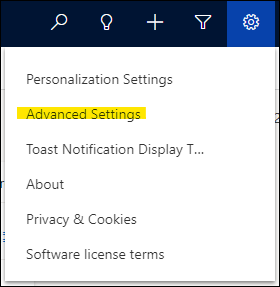 Personalization Settings
Advanced Settings
Toast Notification Display T...
About
Privacy & Cookies
Software license terms